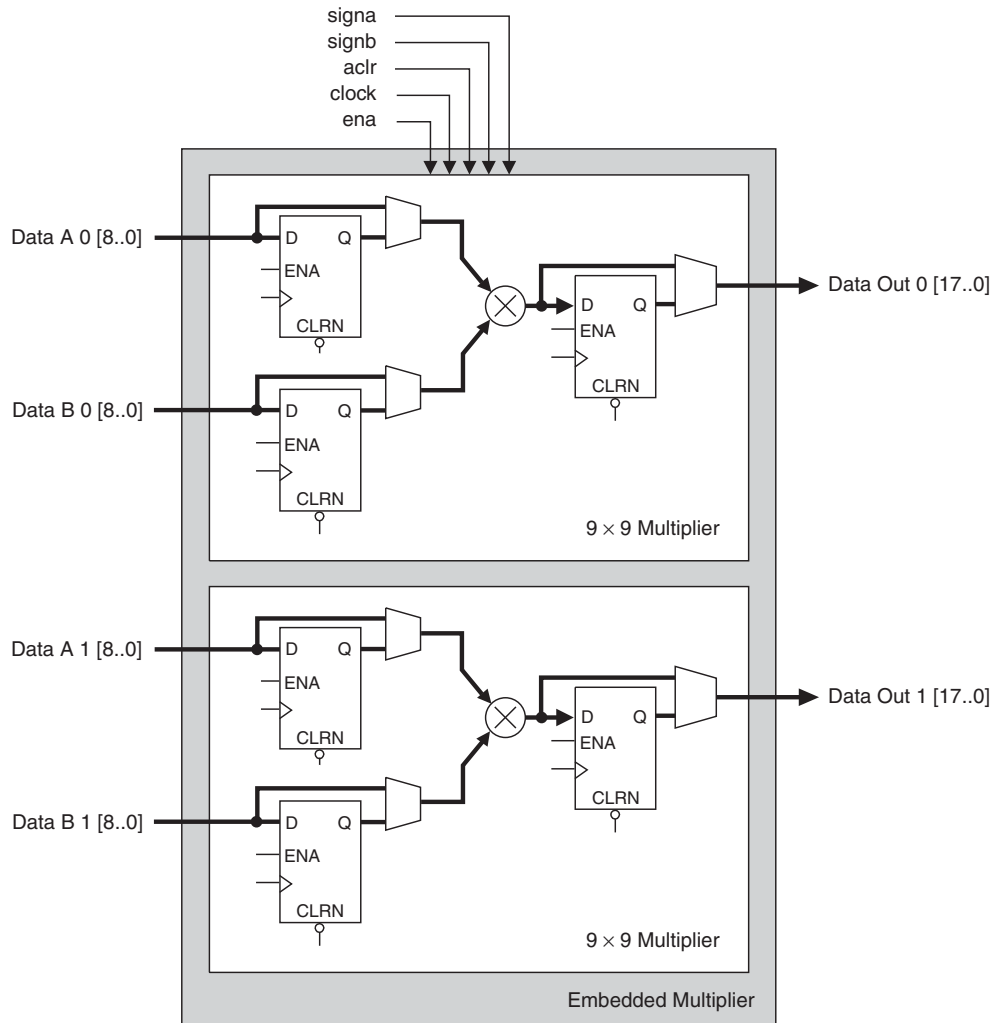 signa
signb
aclr
clock
ena
Data A 0 [8..0]
D Q
ENA
CLRN
Data Out 0 [17..0]
D Q
ENA
CLRN
Data B 0 [8..0]
D Q
ENA
CLRN
9 × 9 Multiplier
Data A 1 [8..0]
D Q
ENA
CLRN
Data Out 1 [17..0]
D Q
ENA
CLRN
Data B 1 [8..0]
D Q
ENA
CLRN
9 × 9 Multiplier
Embedded Multiplier